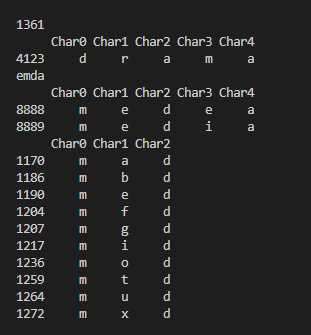 1361
Char0 Char1 Char2 Char3 Char4
4123 d r a m a
emda
Char0 Char1 Char2 Char3 Char4
8888 m e d e a
8889 m e d i a
Char0 Char1 Char2
1170 m a d
1186 m b d
1190 m e d
1204 m f d
1207 m g d
1217 m i d
1236 m o d
1259 m t d
1264 m u d
1272 m x d